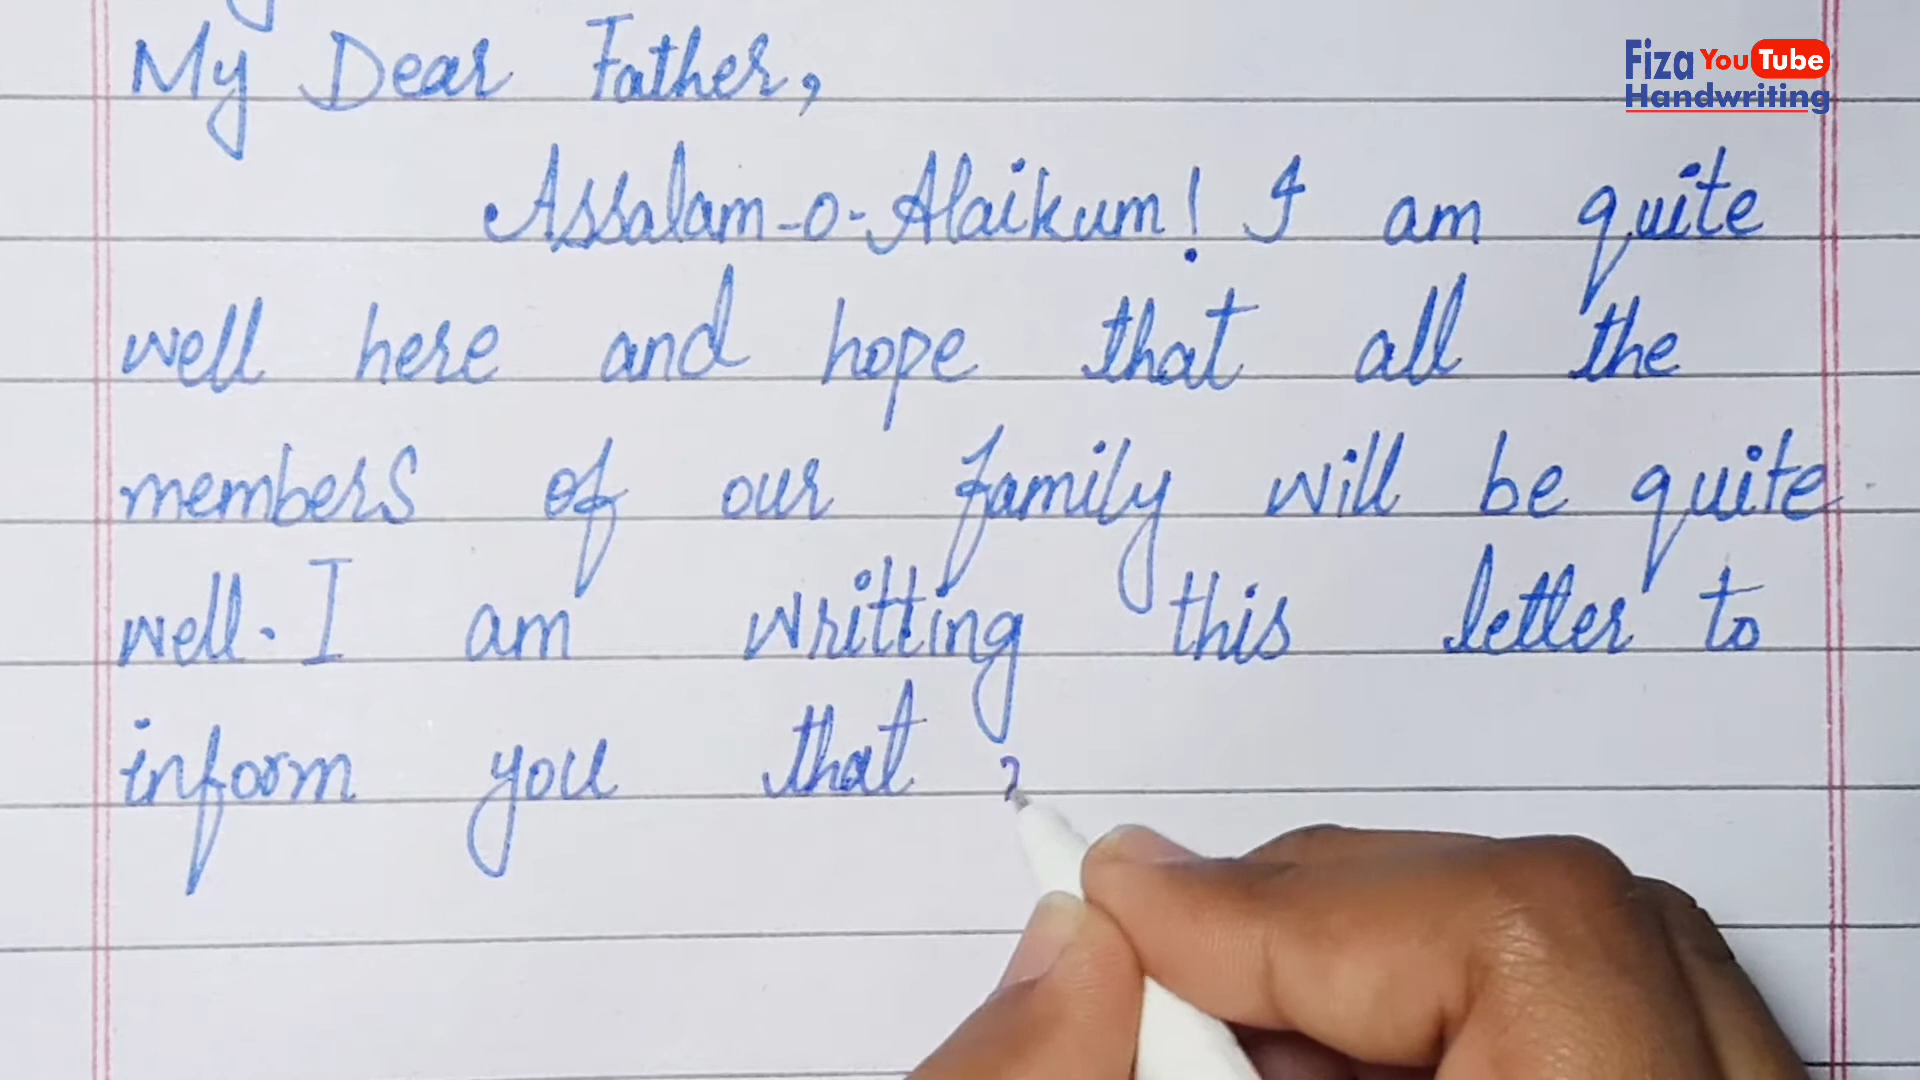 My Dear Father,
Fiza YouTube
Handwriting
Assalam-o-Alaikum! I am quite
well here and hope that all the
members of our family will be quite
well. I am writting this letter to
inform you that